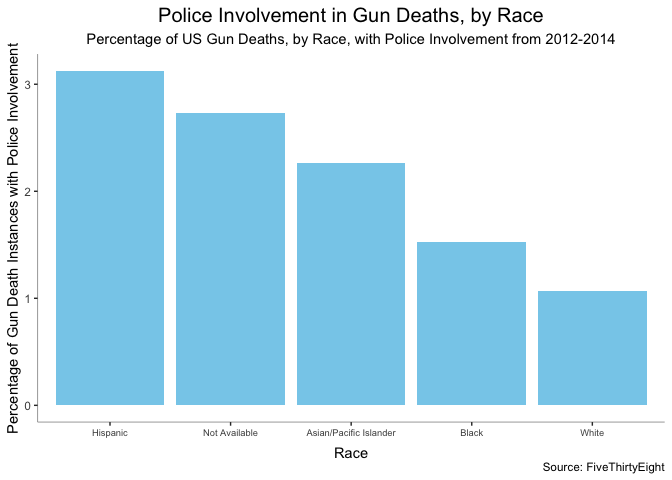 Police Involvement in Gun Deaths, by Race
Percentage of US Gun Deaths, by Race, with Police Involvement from 2012-2014
Percentage of Gun Death Instances with Police Involvement
3
2
1
0
Hispanic
Not Available
Asian/Pacific Islander
Black
White
Race
Source: FiveThirtyEight